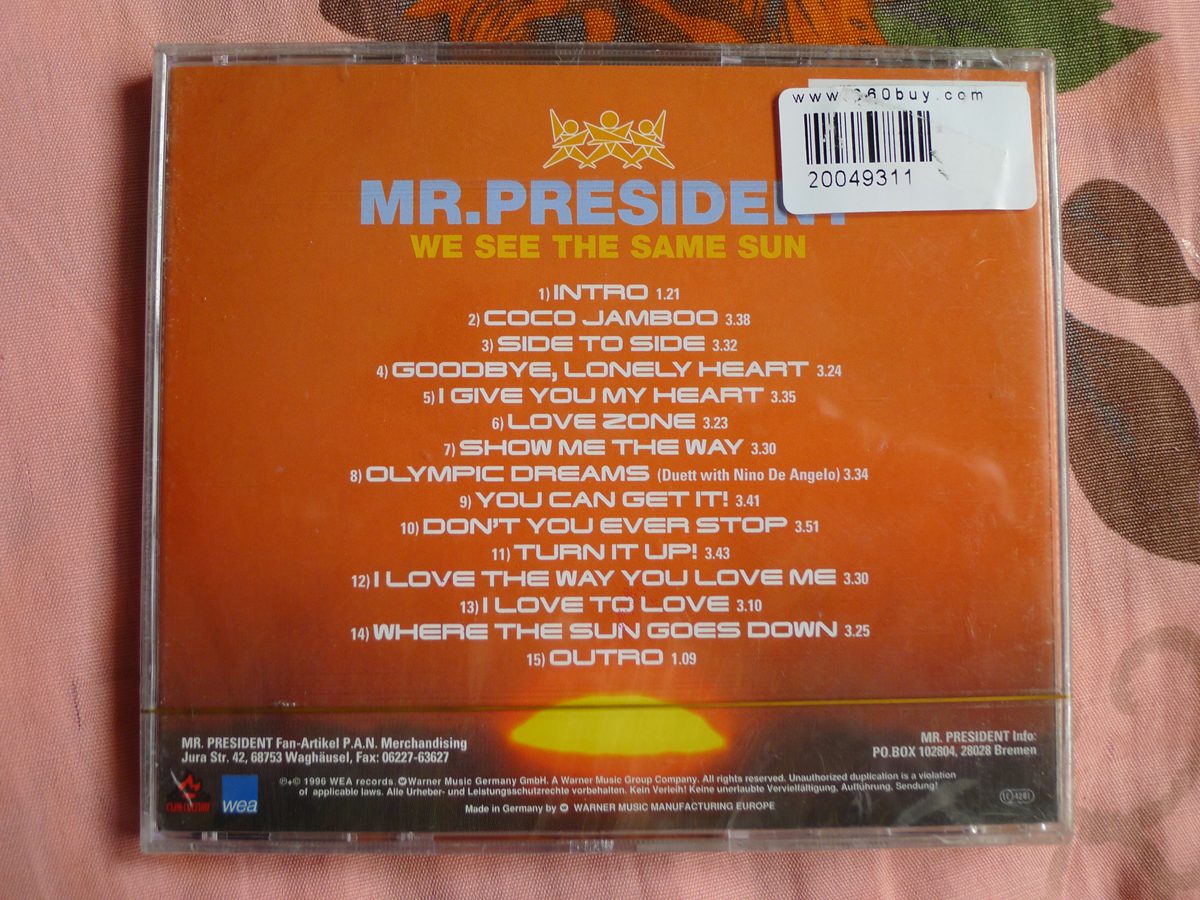 www.360buy.com
20049311
MR.PRESIDENT
WE SEE THE SAME SUN
1) INTRO 1.21
2) COCO JAMBOO 3.38
3) SIDE TO SIDE 3.32
4) GOODBYE, LONELY HEART 3.24
5) I GIVE YOU MY HEART 3.35
6) LOVE ZONE 3.23
7) SHOW ME THE WAY 3.30
8) OLYMPIC DREAMS (Duett with Nino De Angelo) 3.34
9) YOU CAN GET IT! 3.41
10) DON'T YOU EVER STOP 3.51
11) TURN IT UP! 3.43
12) I LOVE THE WAY YOU LOVE ME 3.30
13) I LOVE TO LOVE 3.10
14) WHERE THE SUN GOES DOWN 3.25
15) OUTRO 1.09
MR. PRESIDENT Fan-Artikel P.A.N. Merchandising
Jura Str. 42, 68753 Waghäusel, Fax: 06227-63627
MR. PRESIDENT Info:
PO.BOX 102804, 28028 Bremen
wea
℗+© 1996 WEA records. Warner Music Germany GmbH. A Warner Music Group Company. All rights reserved. Unauthorized duplication is a violation
of applicable laws. Alle Urheber- und Leistungsschutzrechte vorbehalten. Kein Verleih! Keine unerlaubte Vervielfältigung, Aufführung, Sendung!
Made in Germany by WARNER MUSIC MANUFACTURING EUROPE
LC 4281